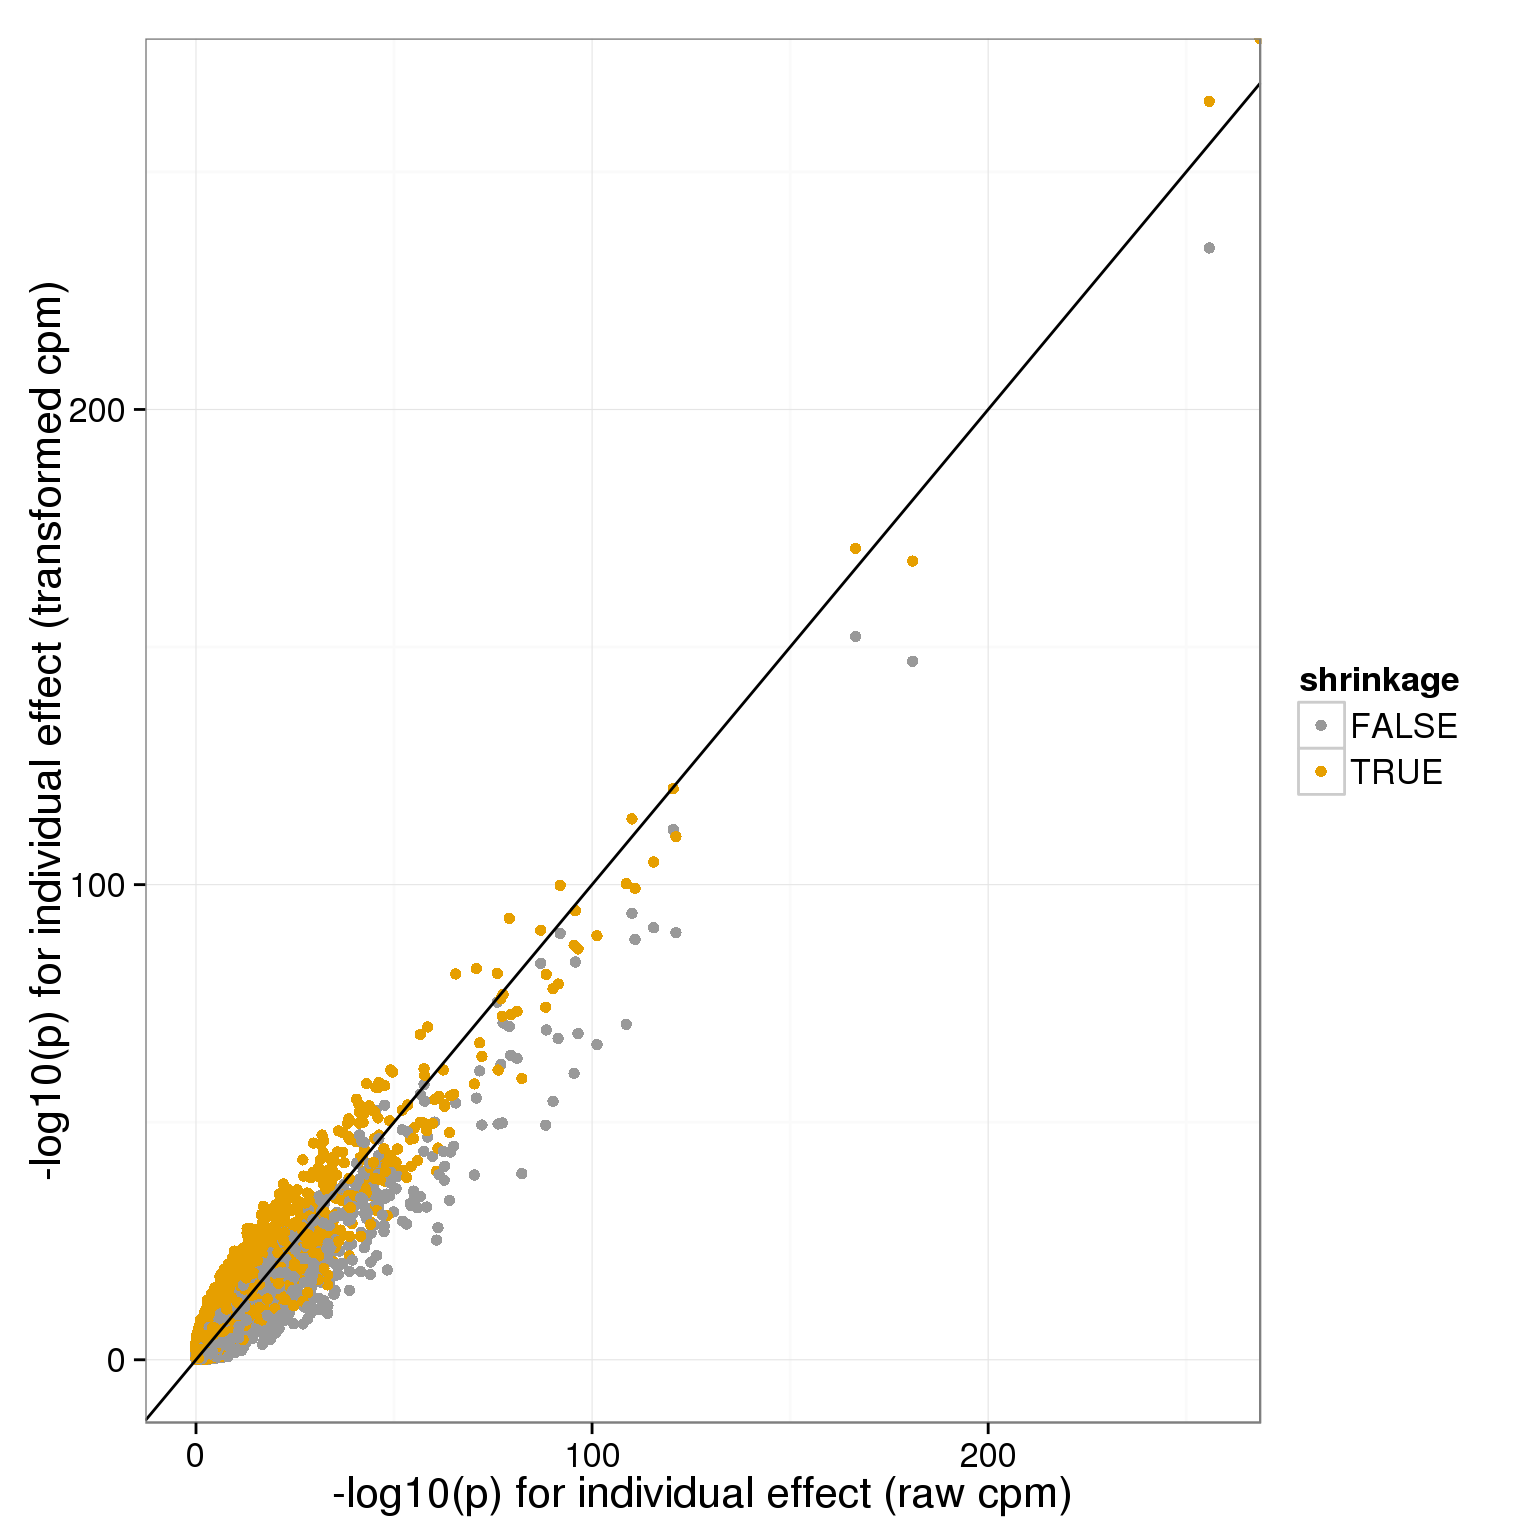 -log10(p) for individual effect (transformed cpm)
200
100
0
0
100
200
-log10(p) for individual effect (raw cpm)
shrinkage
FALSE
TRUE